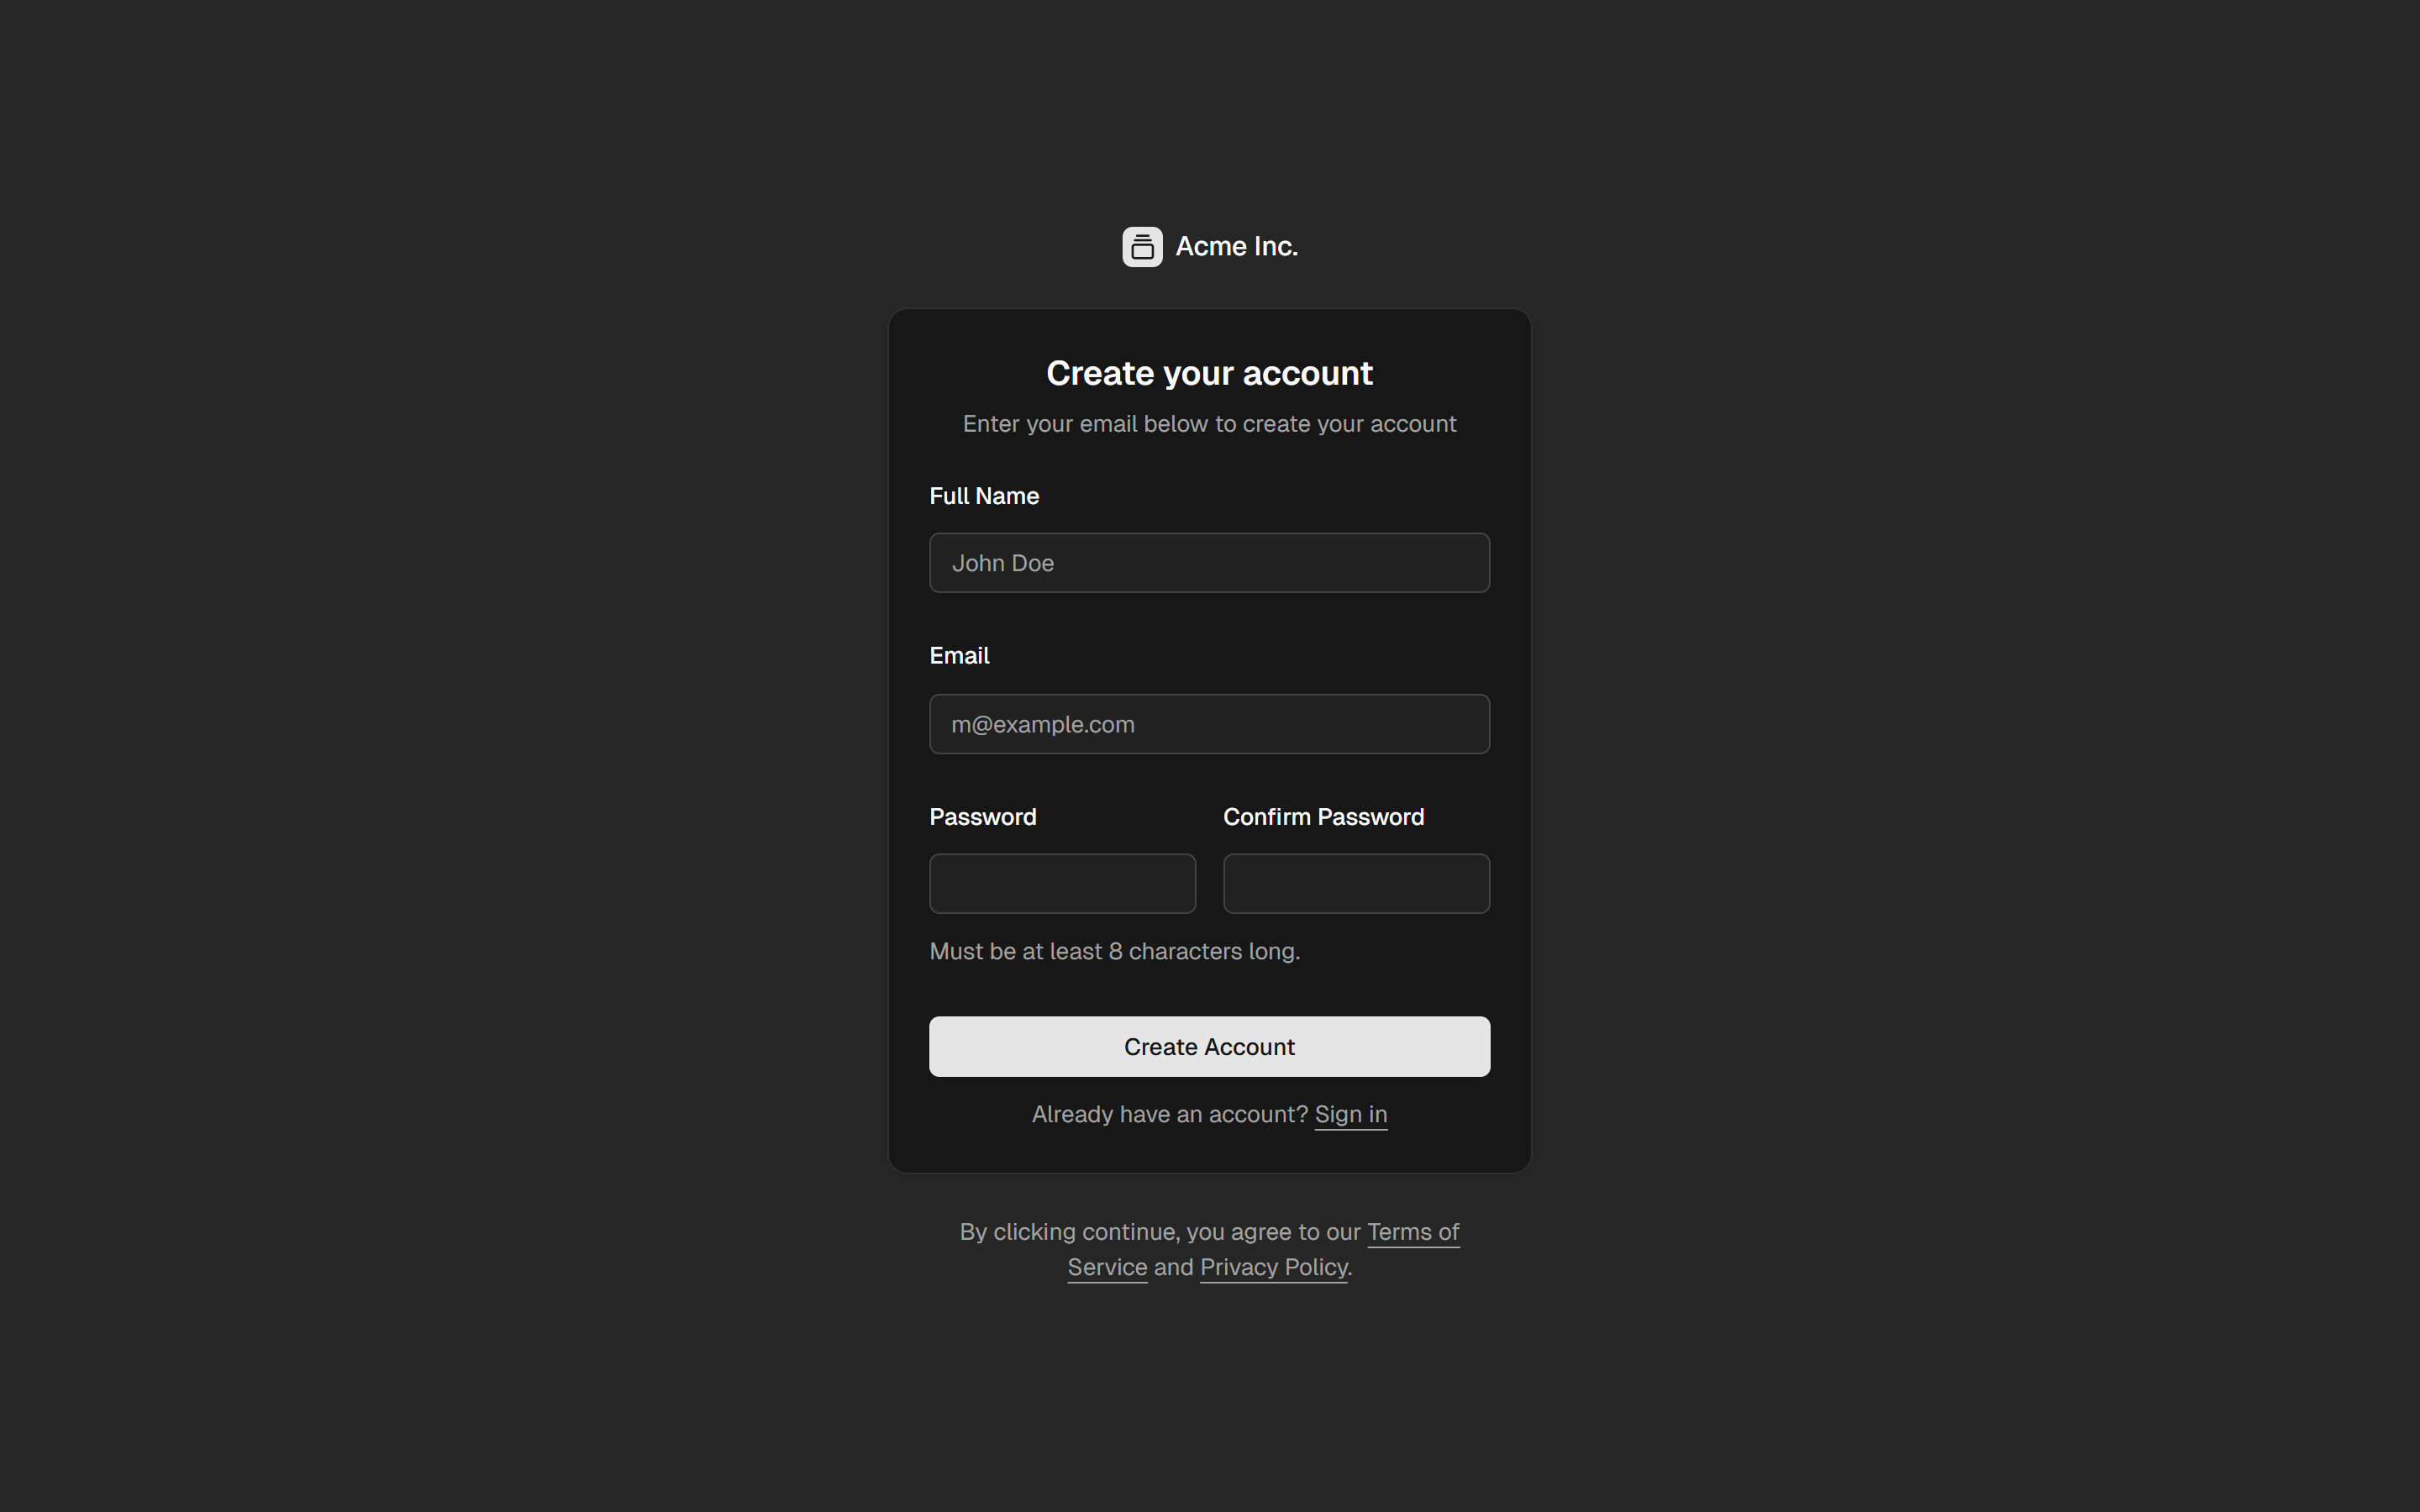 Acme Inc.
Create your account
Enter your email below to create your account
Full Name
John Doe
Email
m@example.com
Password
Confirm Password
Must be at least 8 characters long.
Create Account
Already have an account? Sign in
By clicking continue, you agree to our Terms of
Service and Privacy Policy.